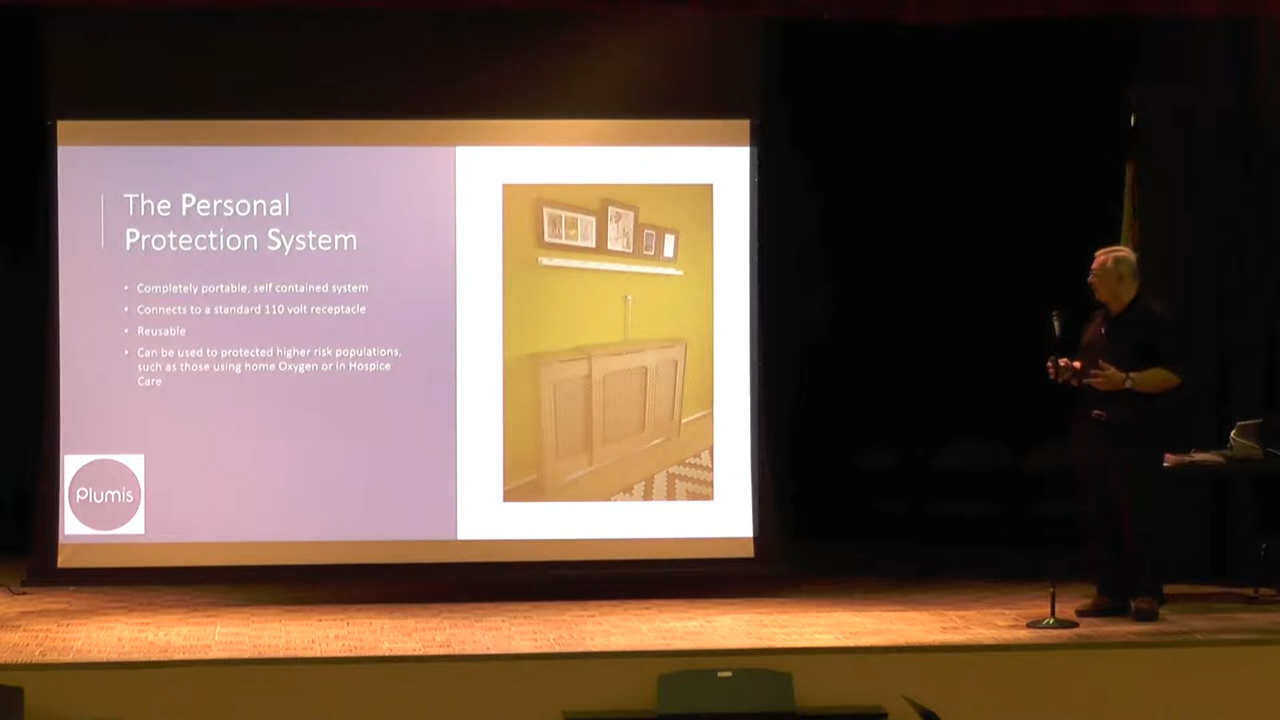 The Personal
Protection System
• Completely portable, self contained system
• Connects to a standard 110 volt receptacle
• Reusable
• Can be used to protected higher risk populations,
such as those using home Oxygen or in Hospice
Care
Plumis